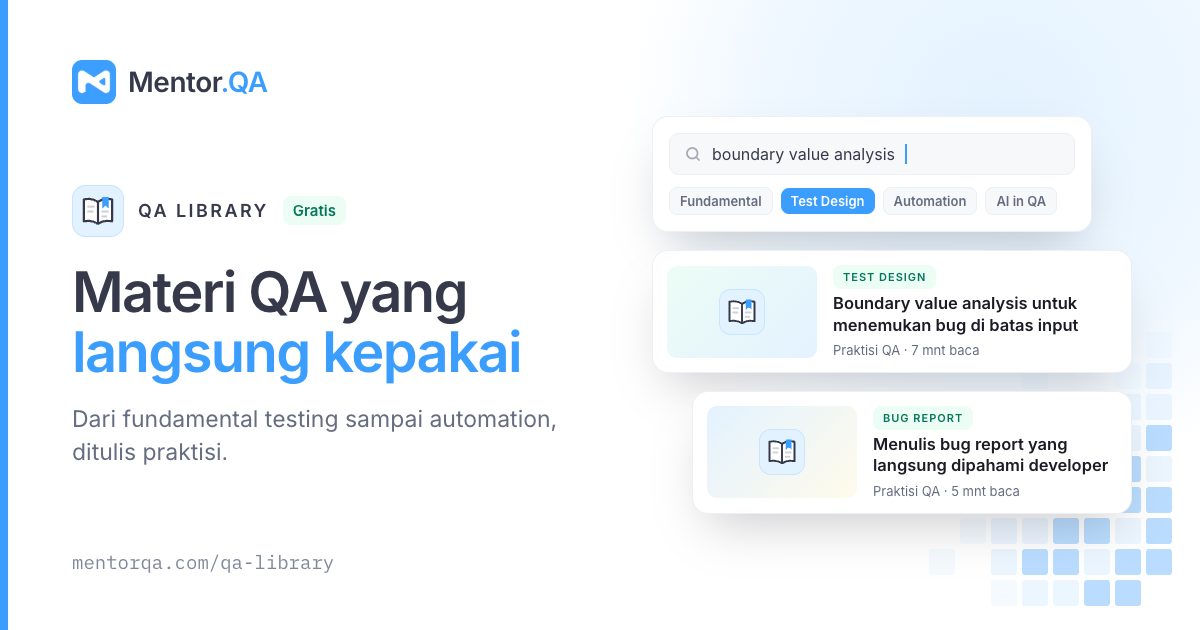 Mentor.QA
QA LIBRARY
Gratis
Materi QA yang
langsung kepakai
Dari fundamental testing sampai automation,
ditulis praktisi.
mentorqa.com/qa-library
boundary value analysis
Fundamental
Test Design
Automation
AI in QA
TEST DESIGN
Boundary value analysis untuk
menemukan bug di batas input
Praktisi QA · 7 mnt baca
BUG REPORT
Menulis bug report yang
langsung dipahami developer
Praktisi QA · 5 mnt baca